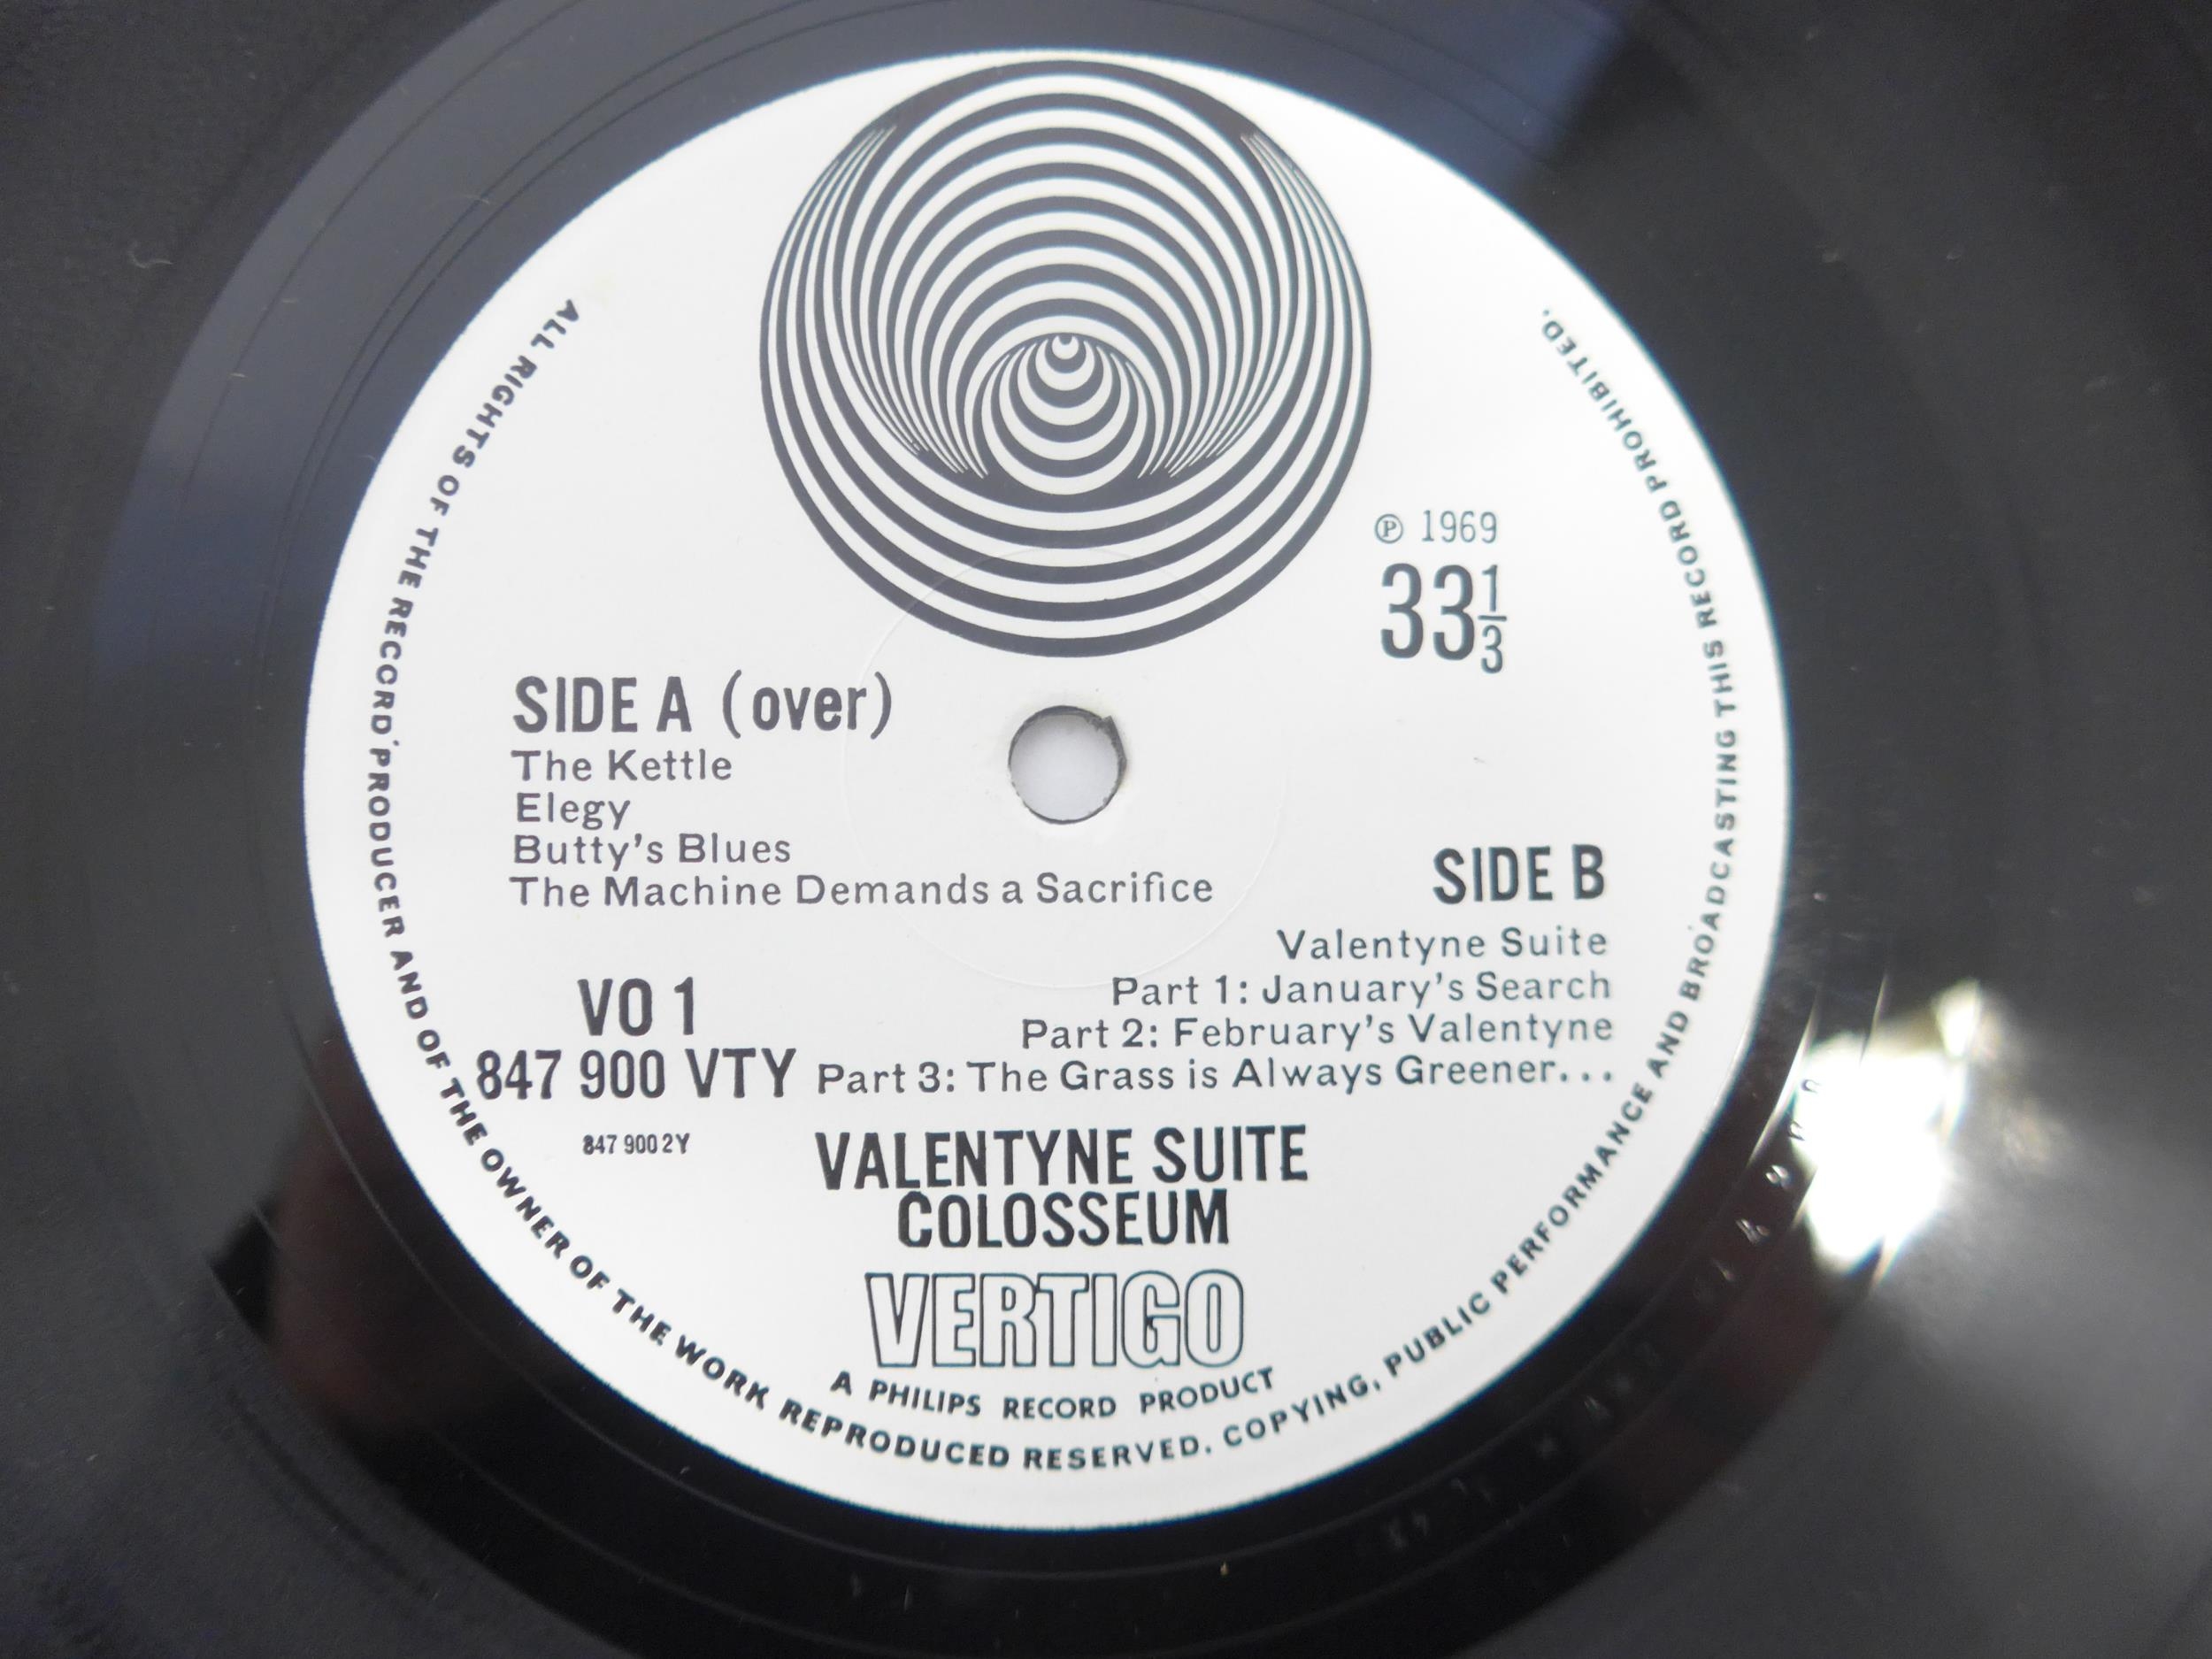 ALL RIGHTS OF THE RECORD PRODUCER AND OF THE OWNER OF THE WORK REPRODUCED RESERVED. COPYING, PUBLIC PERFORMANCE AND BROADCASTING THIS RECORD PROHIBITED.
℗ 1969
33 1/3
SIDE A (over)
The Kettle
Elegy
Butty's Blues
The Machine Demands a Sacrifice
SIDE B
Valentyne Suite
Part 1: January's Search
Part 2: February's Valentyne
Part 3: The Grass is Always Greener...
VO 1
847 900 VTY
847 900 2Y
VALENTYNE SUITE
COLOSSEUM
VERTIGO
A PHILIPS RECORD PRODUCT